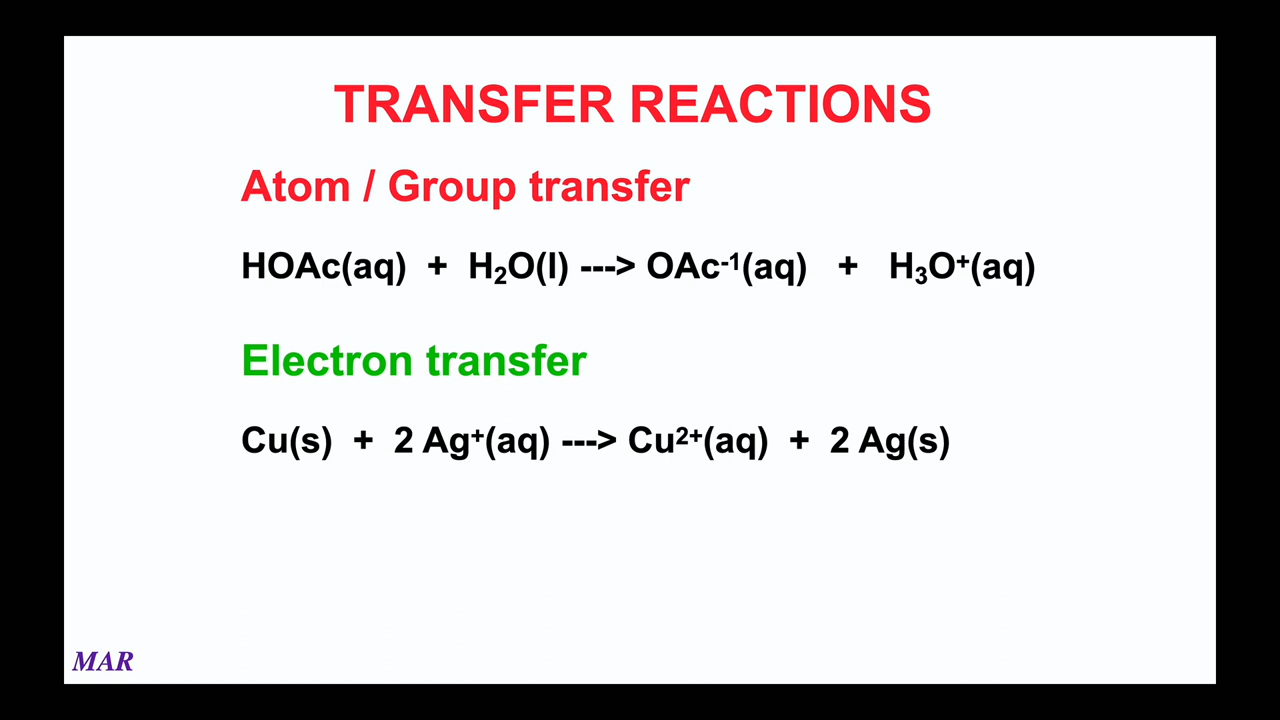 TRANSFER REACTIONS
Atom / Group transfer
HOAc(aq) + H₂O(l) ---> OAc⁻¹(aq) + H₃O⁺(aq)
Electron transfer
Cu(s) + 2 Ag⁺(aq) ---> Cu²⁺(aq) + 2 Ag(s)
MAR